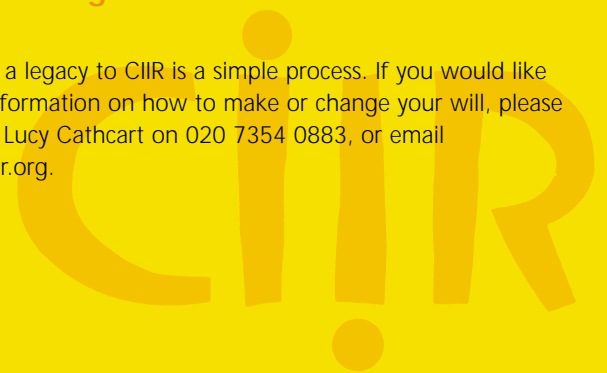 g
a legacy to CIIR is a simple process. If you would like
formation on how to make or change your will, please
Lucy Cathcart on 020 7354 0883, or email
r.org.
CIIR